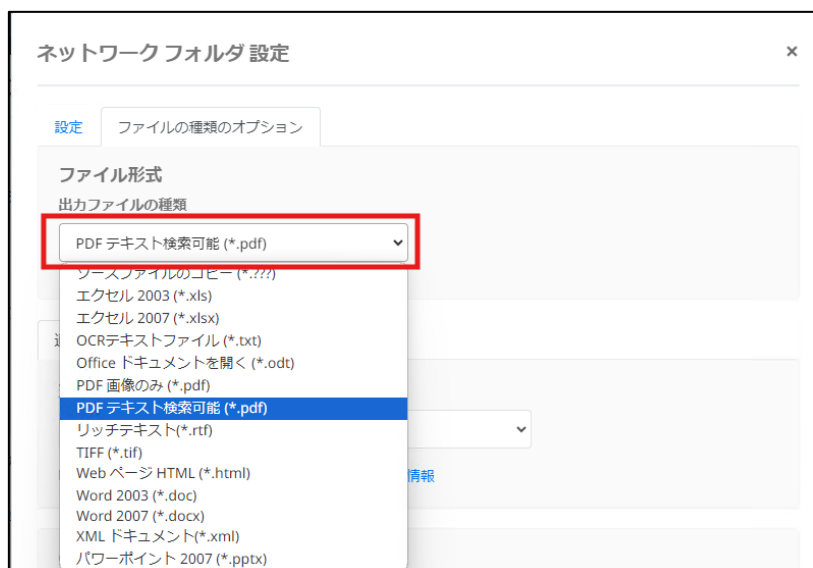 ネットワーク フォルダ 設定
×
設定
ファイルの種類のオプション
ファイル形式
出力ファイルの種類
PDF テキスト検索可能 (*.pdf)
ソースファイルのコピー (*.???)
エクセル 2003 (*.xls)
エクセル 2007 (*.xlsx)
OCRテキストファイル (*.txt)
Office ドキュメントを開く (*.odt)
PDF 画像のみ (*.pdf)
PDF テキスト検索可能 (*.pdf)
リッチテキスト(*.rtf)
TIFF (*.tif)
Web ページ HTML (*.html)
情報
Word 2003 (*.doc)
Word 2007 (*.docx)
XML ドキュメント(*.xml)
パワーポイント 2007 (*.pptx)